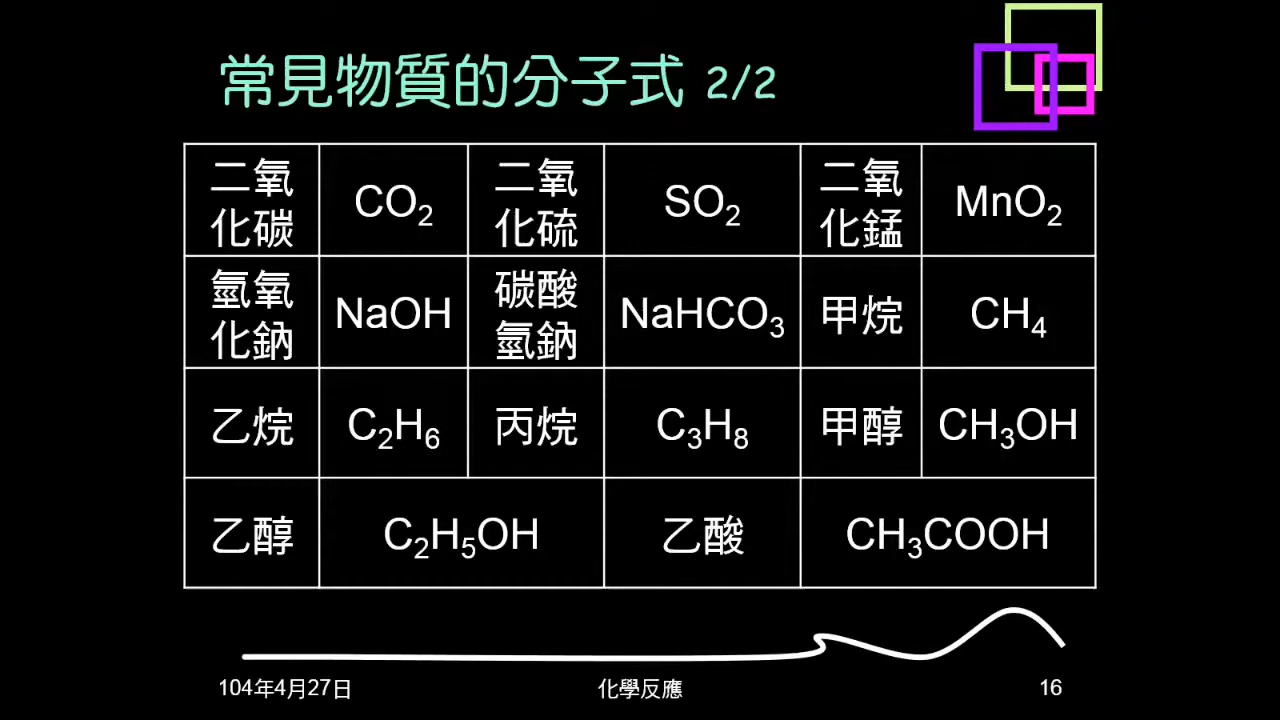 常見物質的分子式 2/2
二氧化碳 CO₂ 二氧化硫 SO₂ 二氧化錳 MnO₂
氫氧化鈉 NaOH 碳酸氫鈉 NaHCO₃ 甲烷 CH₄
乙烷 C₂H₆ 丙烷 C₃H₈ 甲醇 CH₃OH
乙醇 C₂H₅OH 乙酸 CH₃COOH
104年4月27日 化學反應 16